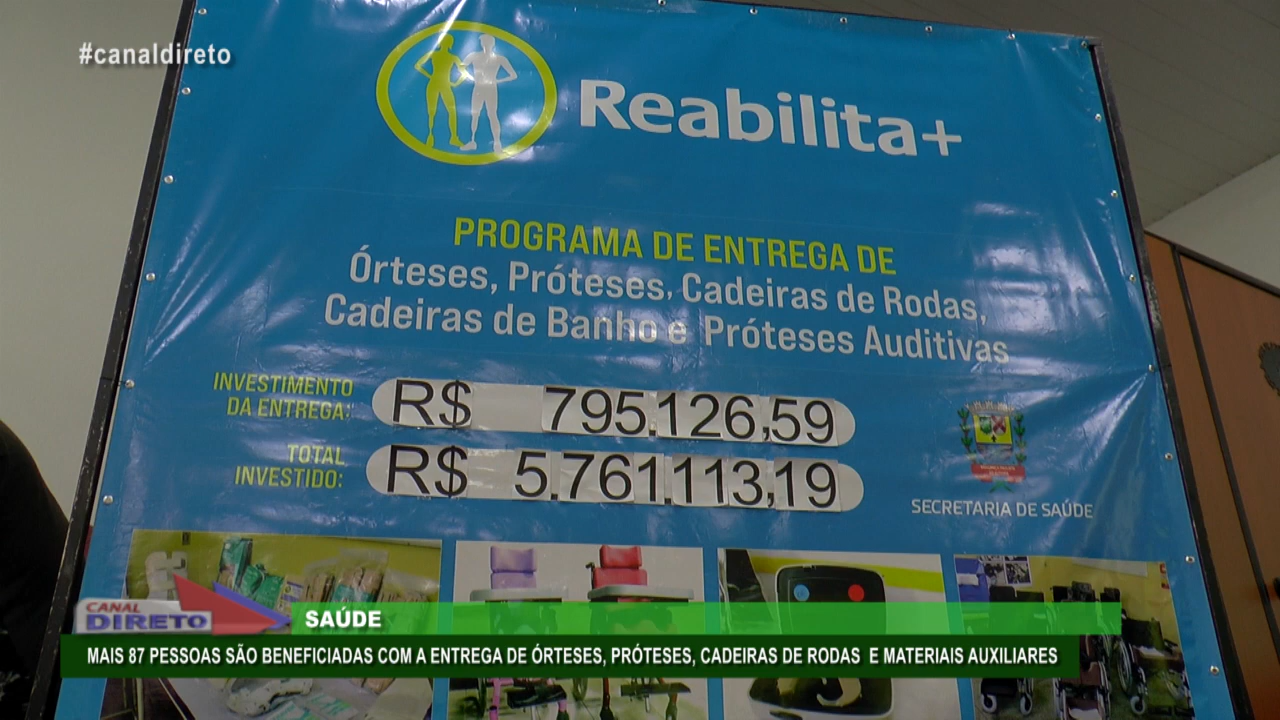 #canaldireto
Reabilita+
PROGRAMA DE ENTREGA DE
Órteses, Próteses, Cadeiras de Rodas,
Cadeiras de Banho e Próteses Auditivas
INVESTIMENTO
DA ENTREGA:
R$ 795.126,59
TOTAL
INVESTIDO:
R$ 5.761.113,19
SECRETARIA DE SAÚDE
CANAL
DIRETO
SAÚDE
MAIS 87 PESSOAS SÃO BENEFICIADAS COM A ENTREGA DE ÓRTESES, PRÓTESES, CADEIRAS DE RODAS E MATERIAIS AUXILIARES